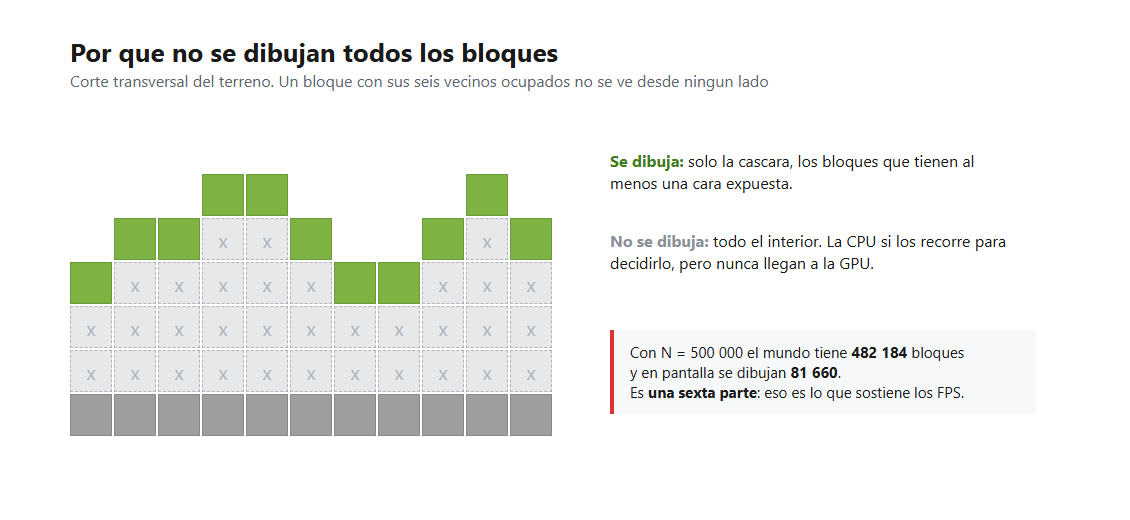 Por que no se dibujan todos los bloques
Corte transversal del terreno. Un bloque con sus seis vecinos ocupados no se ve desde ningun lado
Se dibuja: solo la cascara, los bloques que tienen al
menos una cara expuesta.
No se dibuja: todo el interior. La CPU si los recorre para
decidirlo, pero nunca llegan a la GPU.
x x
x
x x x x x x x x
x x x x x x x x x x x
x x x x x x x x x x x
Con N = 500 000 el mundo tiene 482 184 bloques
y en pantalla se dibujan 81 660.
Es una sexta parte: eso es lo que sostiene los FPS.